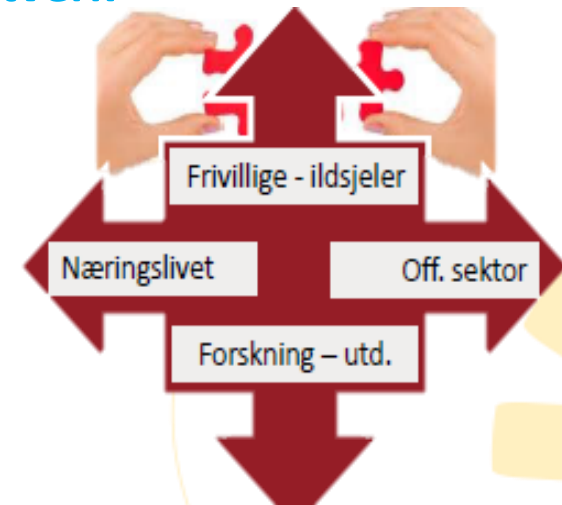 Frivillige - ildsjeler
Næringslivet
Off. sektor
Forskning – utd.